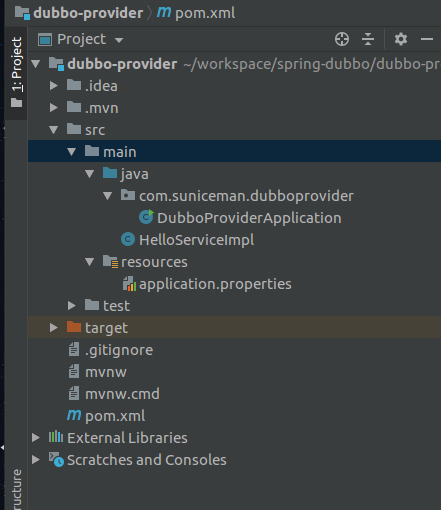 dubbo-provider pom.xml
1: Project
Project
dubbo-provider ~/workspace/spring-dubbo/dubbo-pr
.idea
.mvn
src
main
java
com.suniceman.dubboprovider
DubboProviderApplication
HelloServiceImpl
resources
application.properties
test
target
.gitignore
mvnw
mvnw.cmd
pom.xml
External Libraries
Scratches and Consoles
ructure